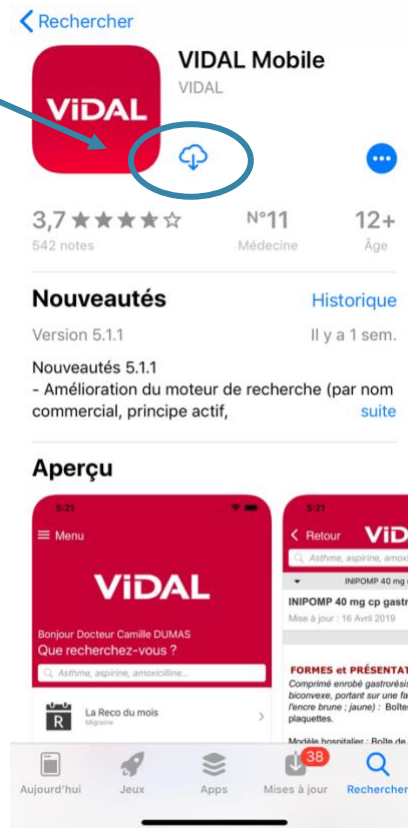 Rechercher
ViDAL
VIDAL Mobile
VIDAL
3,7
N°11
12+
542 notes
Médecine
Âge
Nouveautés
Historique
Version 5.1.1
Il y a 1 sem.
Nouveautés 5.1.1
- Amélioration du moteur de recherche (par nom
commercial, principe actif,
suite
Aperçu
5:21
Menu
ViDAL
Bonjour Docteur Camille DUMAS
Que recherchez-vous ?
Asthme, aspirine, amoxicilline...
R
La Reco du mois
Migraine
5:21
Retour
ViD
Asthme, aspirine, amoxi
INIPOMP 40 mg
INIPOMP 40 mg cp gastr
Mise à jour : 16 Avril 2019
FORMES et PRÉSENTAT
Comprimé enrobé gastrorésis
biconvexe, portant sur une fa
l'encre brune ; jaune) : Boîtes
plaquettes.
Modèle hospitalier : Boîte de
38
Aujourd'hui
Jeux
Apps
Mises à jour
Rechercher